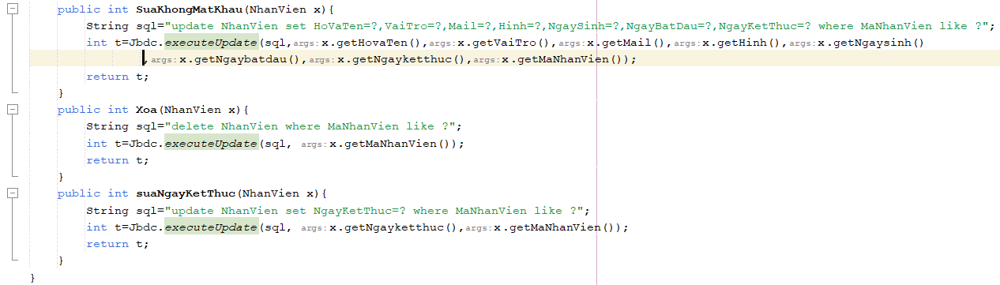 public int SuaKhongMatKhau(NhanVien x){
String sql="update NhanVien set HoVaTen=?,VaiTro=?,Mail=?,Hinh=?,NgaySinh=?,NgayBatDau=?,NgayKetThuc=? where MaNhanVien like ?";
int t=Jbdc.executeUpdate(sql,args:x.getHovaTen(),args:x.getVaiTro(),args:x.getMail(),args:x.getHinh(),args:x.getNgaysinh()
,args:x.getNgaybatdau(),args:x.getNgayketthuc(),args:x.getMaNhanVien());
return t;
}
public int Xoa(NhanVien x){
String sql="delete NhanVien where MaNhanVien like ?";
int t=Jbdc.executeUpdate(sql, args:x.getMaNhanVien());
return t;
}
public int suaNgayKetThuc(NhanVien x){
String sql="update NhanVien set NgayKetThuc=? where MaNhanVien like ?";
int t=Jbdc.executeUpdate(sql, args:x.getNgayketthuc(),args:x.getMaNhanVien());
return t;
}
}